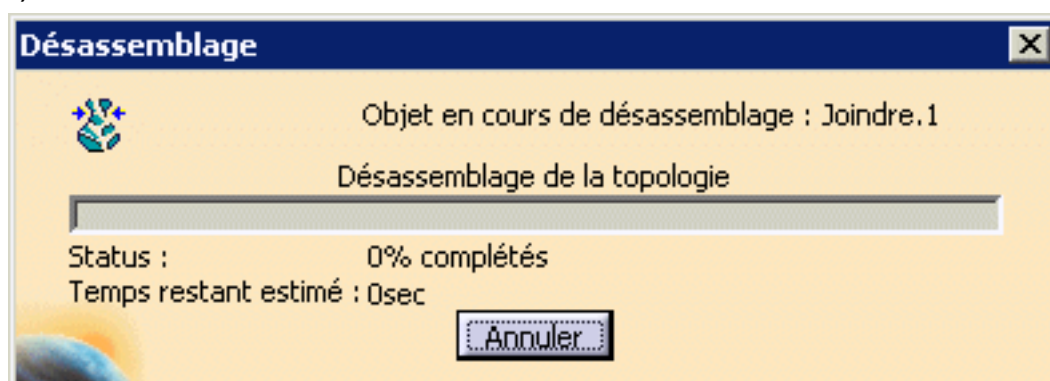 Désassemblage
Objet en cours de désassemblage : Joindre.1
Désassemblage de la topologie
Status : 0% complétés
Temps restant estimé : 0sec
Annuler